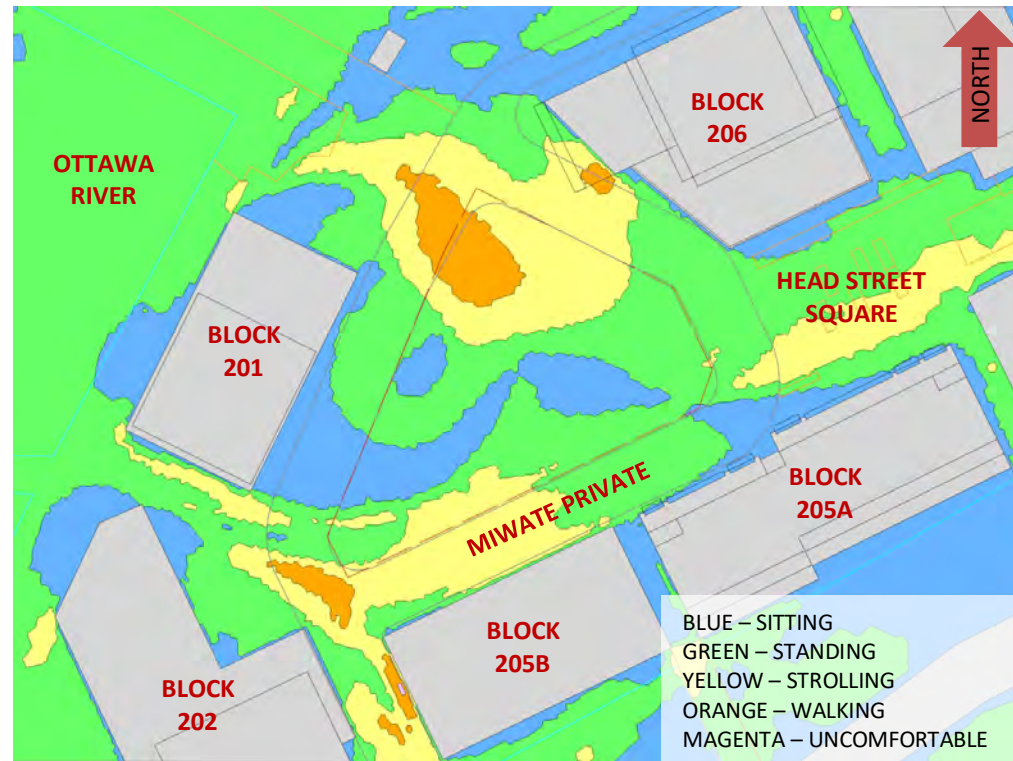 NORTH
BLOCK
206
OTTAWA
RIVER
HEAD STREET
SQUARE
BLOCK
201
MIWATE PRIVATE
BLOCK
205A
BLOCK
205B
BLOCK
202
BLUE – SITTING
GREEN – STANDING
YELLOW – STROLLING
ORANGE – WALKING
MAGENTA – UNCOMFORTABLE